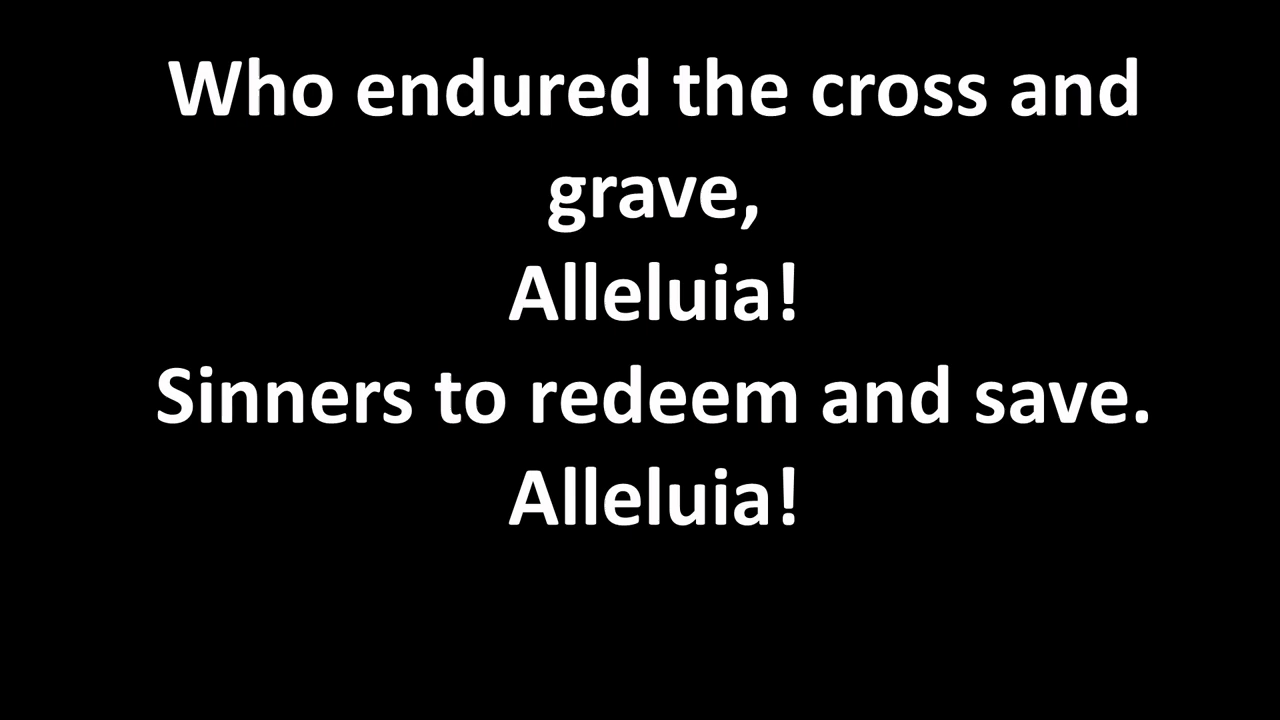 Who endured the cross and
grave,
Alleluia!
Sinners to redeem and save.
Alleluia!